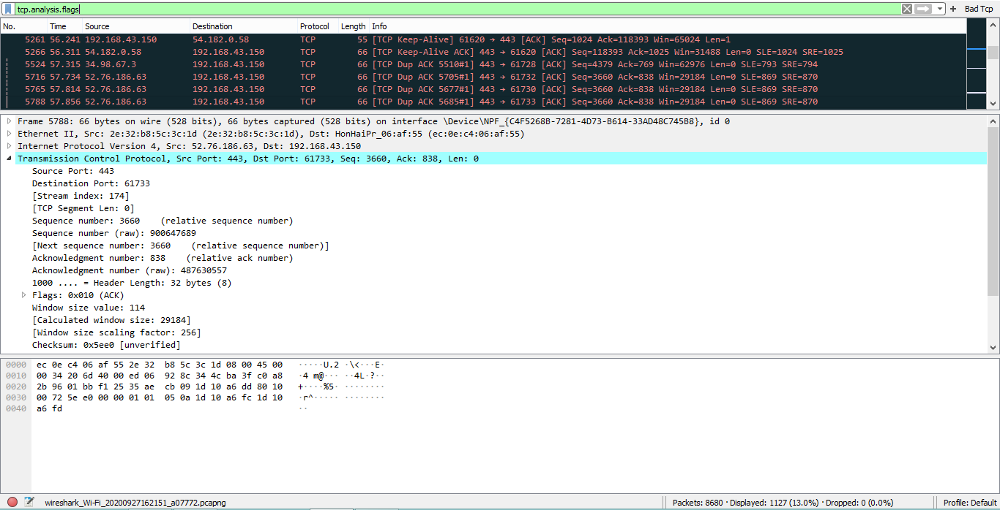 tcp.analysis.flags + Bad Tcp
No. Time Source Destination Protocol Length Info
5261 56.241 192.168.43.150 54.182.0.58 TCP 55 [TCP Keep-Alive] 61620 → 443 [ACK] Seq=1024 Ack=118393 Win=65024 Len=1
5266 56.311 54.182.0.58 192.168.43.150 TCP 66 [TCP Keep-Alive ACK] 443 → 61620 [ACK] Seq=118393 Ack=1025 Win=31488 Len=0 SLE=1024 SRE=1025
5524 57.315 34.98.67.3 192.168.43.150 TCP 66 [TCP Dup ACK 5510#1] 443 → 61728 [ACK] Seq=4379 Ack=769 Win=62976 Len=0 SLE=793 SRE=794
5716 57.734 52.76.186.63 192.168.43.150 TCP 66 [TCP Dup ACK 5705#1] 443 → 61732 [ACK] Seq=3660 Ack=838 Win=29184 Len=0 SLE=869 SRE=870
5765 57.814 52.76.186.63 192.168.43.150 TCP 66 [TCP Dup ACK 5677#1] 443 → 61730 [ACK] Seq=3660 Ack=838 Win=29184 Len=0 SLE=869 SRE=870
5788 57.856 52.76.186.63 192.168.43.150 TCP 66 [TCP Dup ACK 5685#1] 443 → 61733 [ACK] Seq=3660 Ack=838 Win=29184 Len=0 SLE=869 SRE=870
Frame 5788: 66 bytes on wire (528 bits), 66 bytes captured (528 bits) on interface \Device\NPF_{C4F5268B-7281-4D73-B614-33AD48C745B8}, id 0
Ethernet II, Src: 2e:32:b8:5c:3c:1d (2e:32:b8:5c:3c:1d), Dst: HonHaiPr_06:af:55 (ec:0e:c4:06:af:55)
Internet Protocol Version 4, Src: 52.76.186.63, Dst: 192.168.43.150
Transmission Control Protocol, Src Port: 443, Dst Port: 61733, Seq: 3660, Ack: 838, Len: 0
Source Port: 443
Destination Port: 61733
[Stream index: 174]
[TCP Segment Len: 0]
Sequence number: 3660 (relative sequence number)
Sequence number (raw): 900647689
[Next sequence number: 3660 (relative sequence number)]
Acknowledgment number: 838 (relative ack number)
Acknowledgment number (raw): 487630557
1000 .... = Header Length: 32 bytes (8)
Flags: 0x010 (ACK)
Window size value: 114
[Calculated window size: 29184]
[Window size scaling factor: 256]
Checksum: 0x5ee0 [unverified]
0000 ec 0e c4 06 af 55 2e 32 b8 5c 3c 1d 08 00 45 00 ·····U.2 ·\<···E·
0010 00 34 20 6d 40 00 ed 06 92 8c 34 4c ba 3f c0 a8 ·4 m@··· ··4L·?··
0020 2b 96 01 bb f1 25 35 ae cb 09 1d 10 a6 dd 80 10 +····%5· ········
0030 00 72 5e e0 00 00 01 01 05 0a 1d 10 a6 fc 1d 10 ·r^····· ········
0040 a6 fd ··
wireshark_Wi-Fi_20200927162151_a07772.pcapng Packets: 8680 · Displayed: 1127 (13.0%) · Dropped: 0 (0.0%) Profile: Default